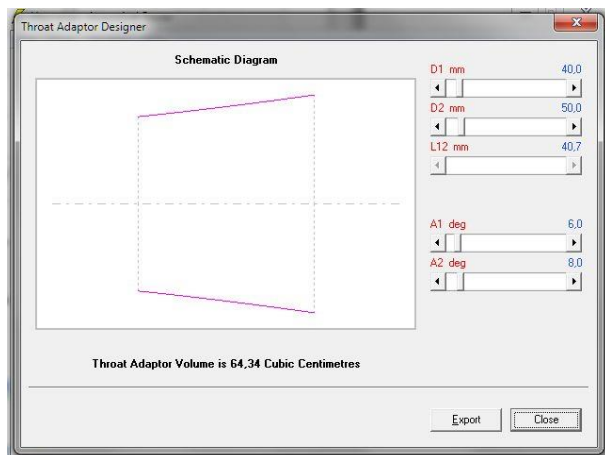 Throat Adaptor Designer
Schematic Diagram
D1 mm 40,0
D2 mm 50,0
L12 mm 40,7
A1 deg 6,0
A2 deg 8,0
Throat Adaptor Volume is 64,34 Cubic Centimetres
Export Close